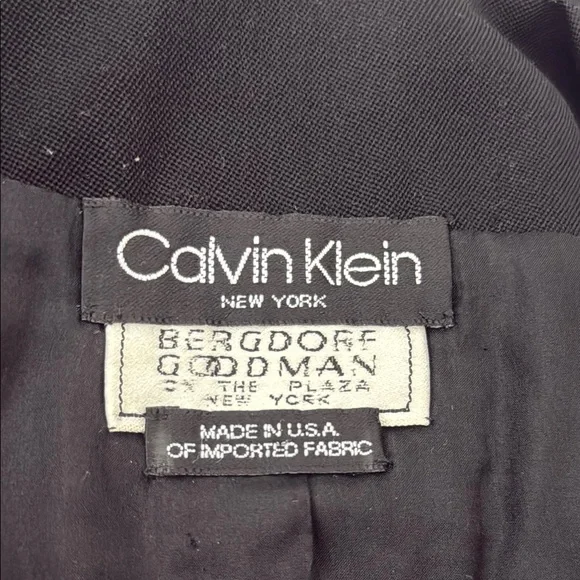 Calvin Klein
NEW YORK
BERGDORF
GOODMAN
ON THE PLAZA
NEW YORK
MADE IN U.S.A.
OF IMPORTED FABRIC